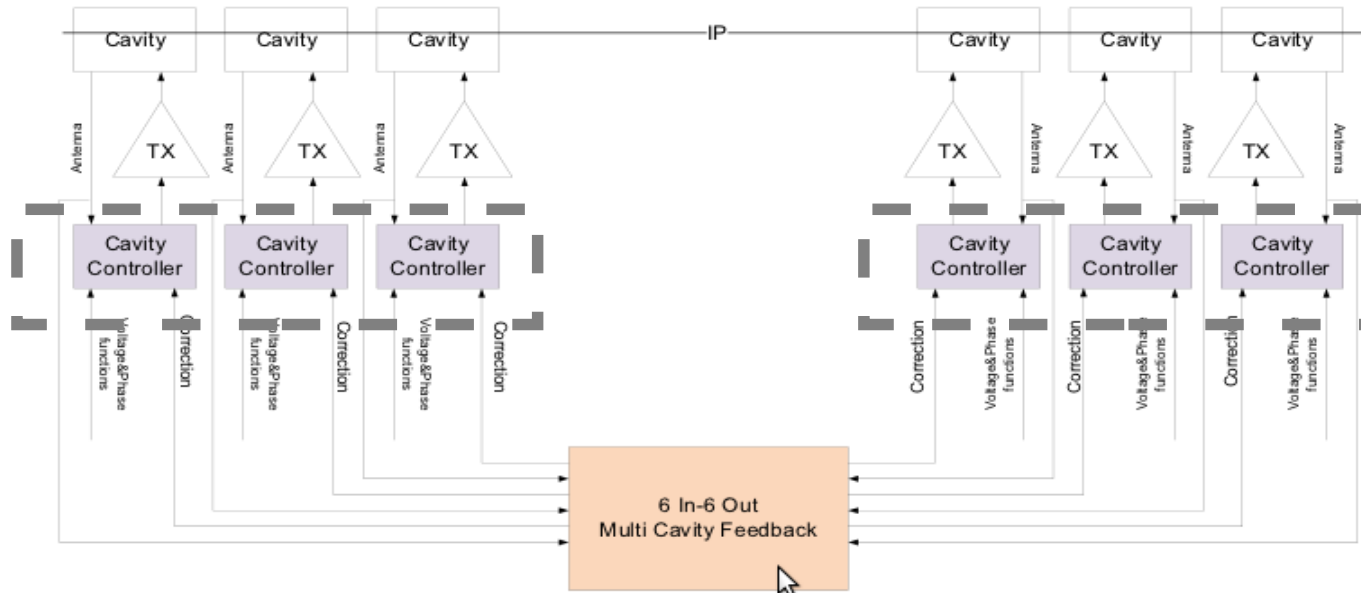 Cavity
Cavity
Cavity
IP
Cavity
Cavity
Cavity
Antenna
TX
Antenna
TX
Antenna
TX
TX
Antenna
TX
Antenna
TX
Antenna
Cavity
Controller
Cavity
Controller
Cavity
Controller
Cavity
Controller
Cavity
Controller
Cavity
Controller
Voltage&Phase
functions
Correction
Voltage&Phase
functions
Correction
Voltage&Phase
functions
Correction
Correction
Voltage&Phase
functions
Correction
Voltage&Phase
functions
Correction
Voltage&Phase
functions
6 In-6 Out
Multi Cavity Feedback